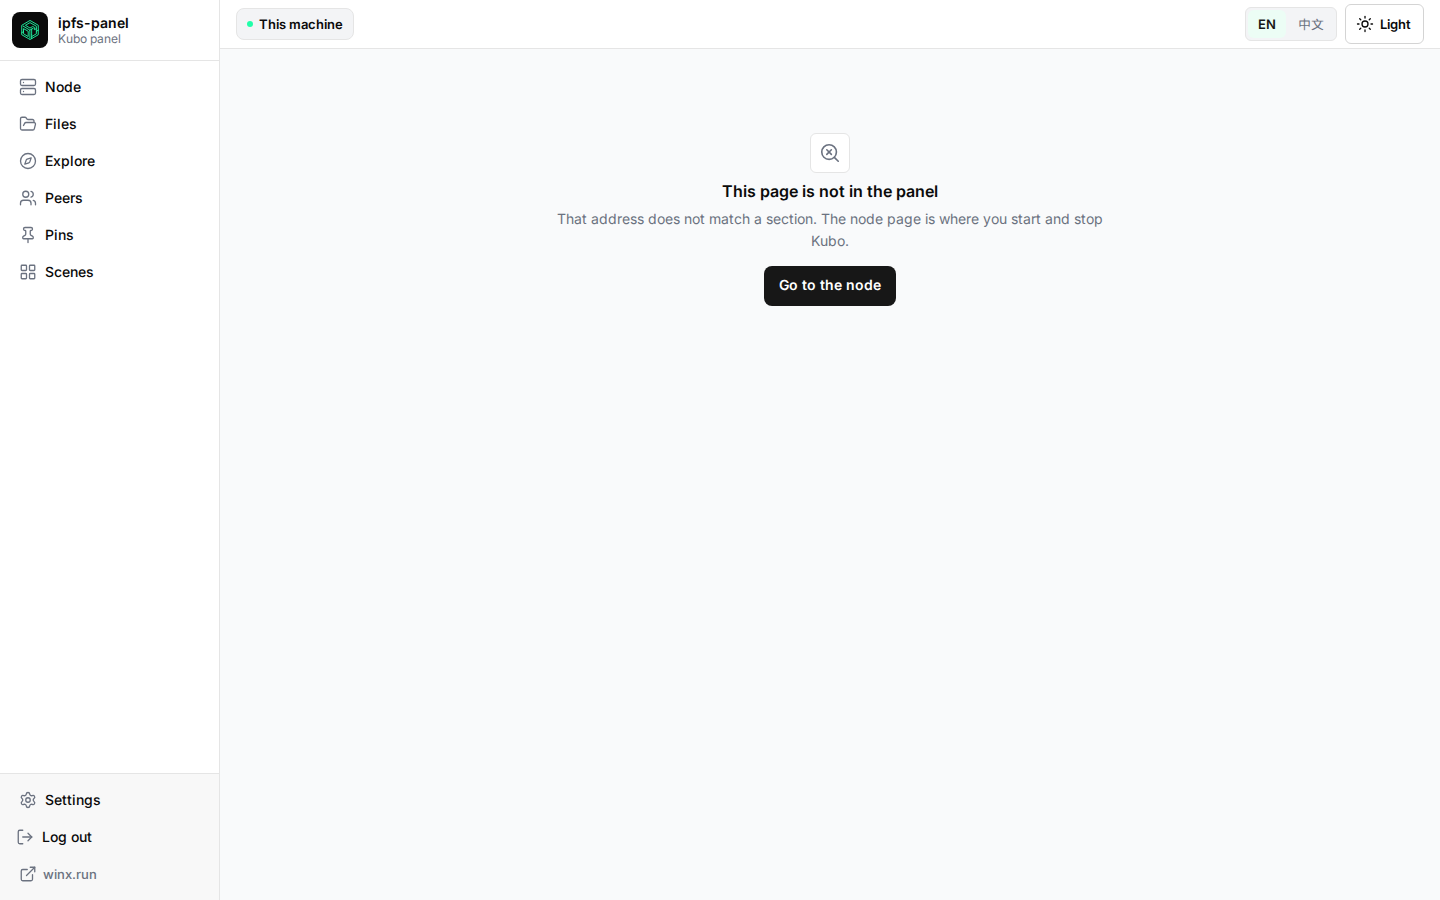 ipfs-panel
Kubo panel
This machine
EN
中文
Light
Node
Files
Explore
Peers
Pins
Scenes
This page is not in the panel
That address does not match a section. The node page is where you start and stop
Kubo.
Go to the node
Settings
Log out
winx.run